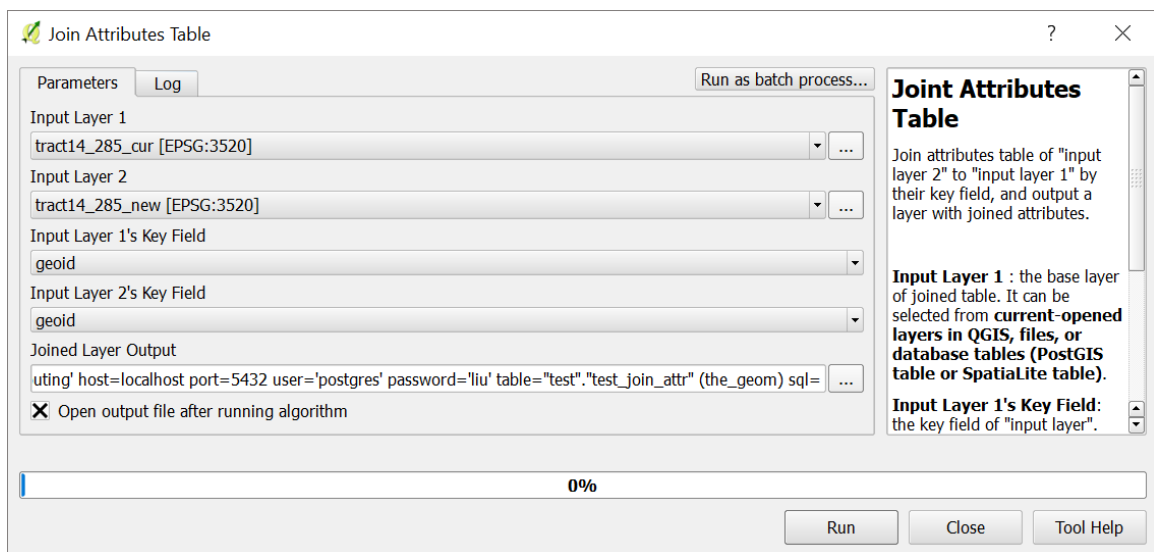 Join Attributes Table
?
Parameters
Log
Run as batch process...
Input Layer 1
tract14_285_cur [EPSG:3520]
...
Input Layer 2
tract14_285_new [EPSG:3520]
...
Input Layer 1's Key Field
geoid
Input Layer 2's Key Field
geoid
Joined Layer Output
uting' host=localhost port=5432 user='postgres' password='liu' table="test"."test_join_attr" (the_geom) sql=
...
Open output file after running algorithm
Joint Attributes
Table
Join attributes table of "input
layer 2" to "input layer 1" by
their key field, and output a
layer with joined attributes.
Input Layer 1 : the base layer
of joined table. It can be
selected from current-opened
layers in QGIS, files, or
database tables (PostGIS
table or SpatiaLite table).
Input Layer 1's Key Field:
the key field of "input layer".
0%
Run
Close
Tool Help